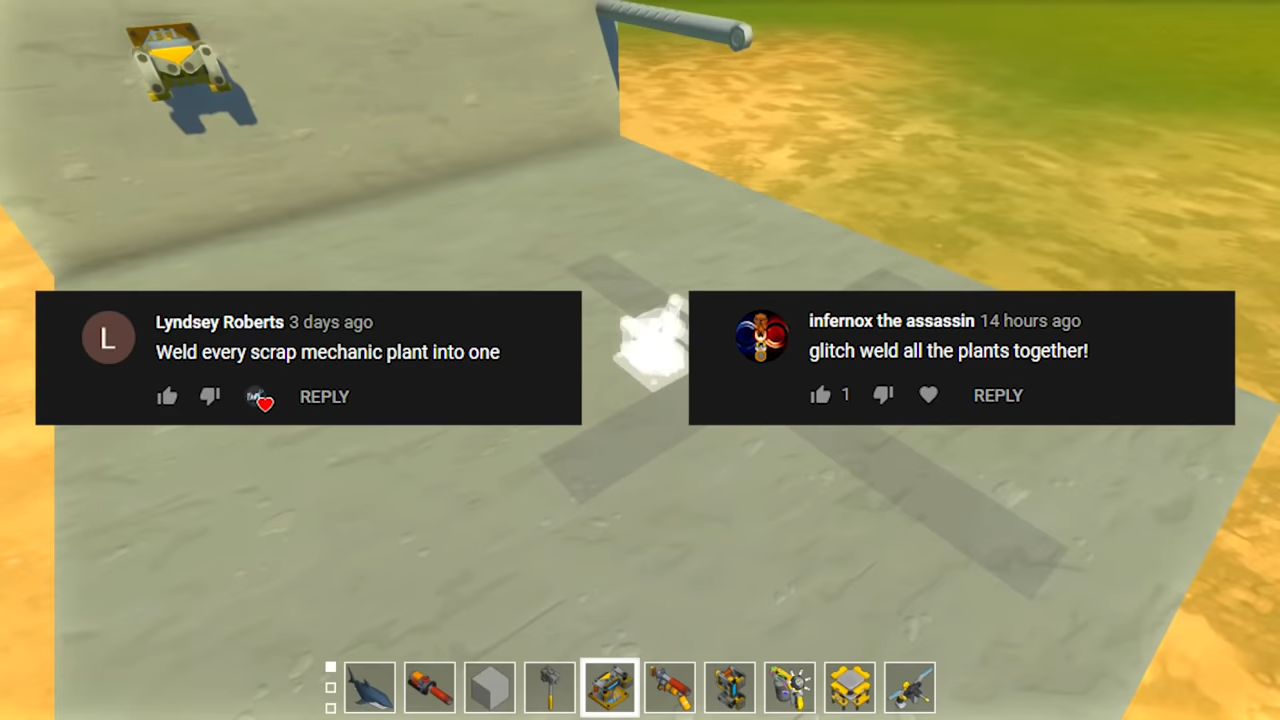 Lyndsey Roberts 3 days ago
Weld every scrap mechanic plant into one
REPLY
infernox the assassin 14 hours ago
glitch weld all the plants together!
1
REPLY
L